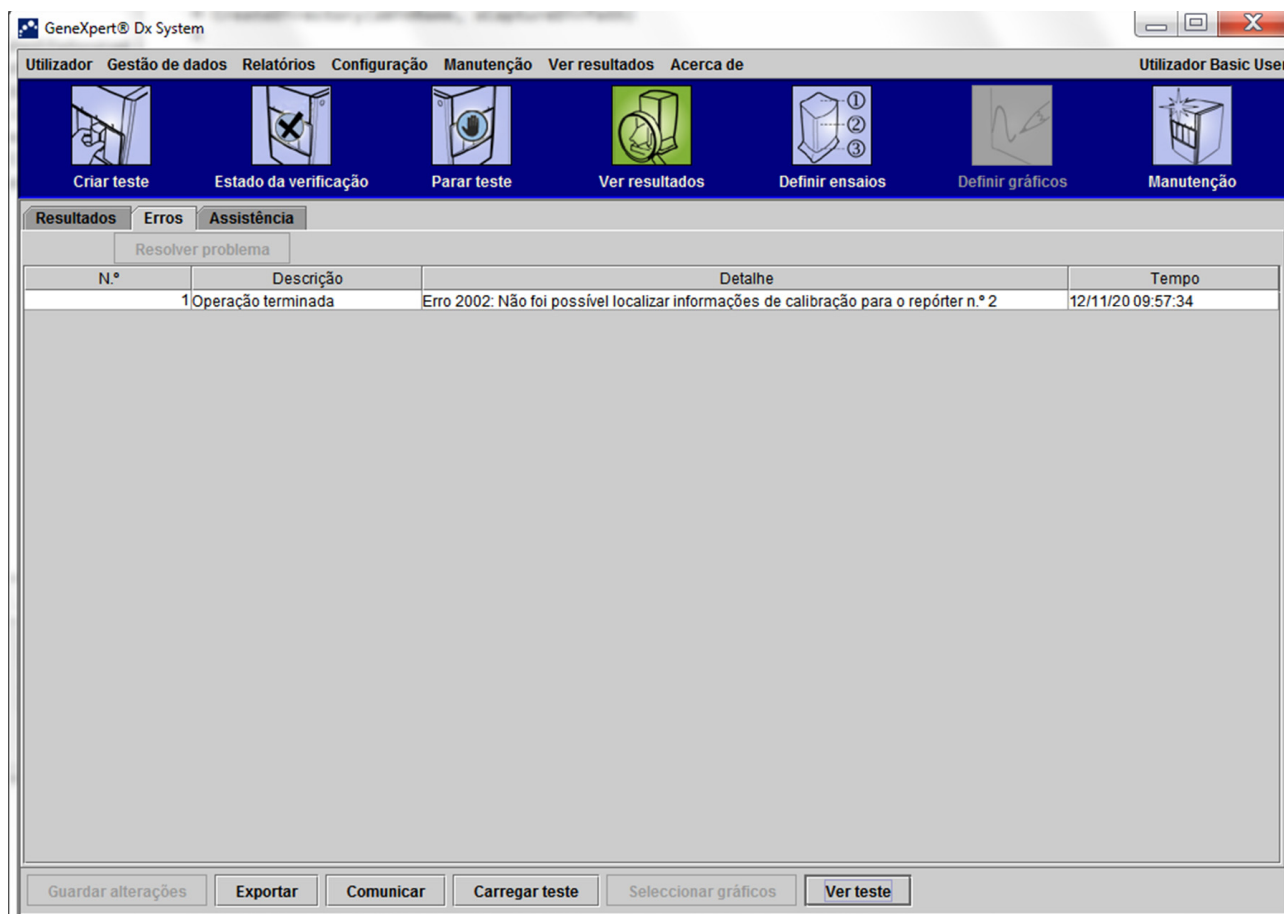 GeneXpert® Dx System
Utilizador Gestão de dados Relatórios Configuração Manutenção Ver resultados Acerca de Utilizador Basic User
Criar teste Estado da verificação Parar teste Ver resultados Definir ensaios Definir gráficos Manutenção
Resultados Erros Assistência
Resolver problema
N.º Descrição Detalhe Tempo
1 Operação terminada Erro 2002: Não foi possível localizar informações de calibração para o repórter n.º 2 12/11/20 09:57:34
Guardar alterações Exportar Comunicar Carregar teste Seleccionar gráficos Ver teste